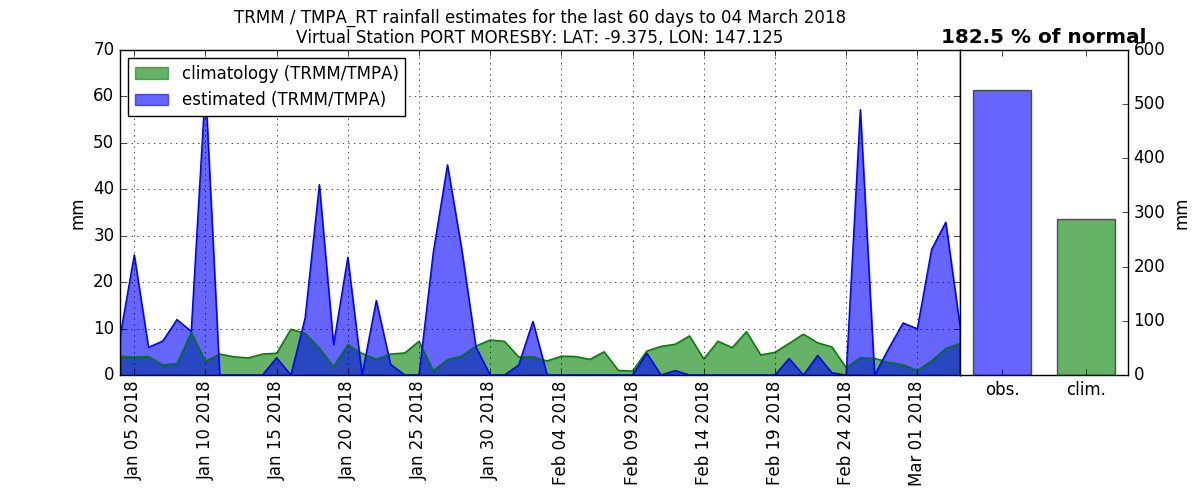 TRMM / TMPA_RT rainfall estimates for the last 60 days to 04 March 2018
Virtual Station PORT MORESBY: LAT: -9.375, LON: 147.125
182.5 % of normal
climatology (TRMM/TMPA)
estimated (TRMM/TMPA)
70
60
50
40
30
20
10
0
mm
600
500
400
300
200
100
0
mm
Jan 05 2018
Jan 10 2018
Jan 15 2018
Jan 20 2018
Jan 25 2018
Jan 30 2018
Feb 04 2018
Feb 09 2018
Feb 14 2018
Feb 19 2018
Feb 24 2018
Mar 01 2018
obs.
clim.